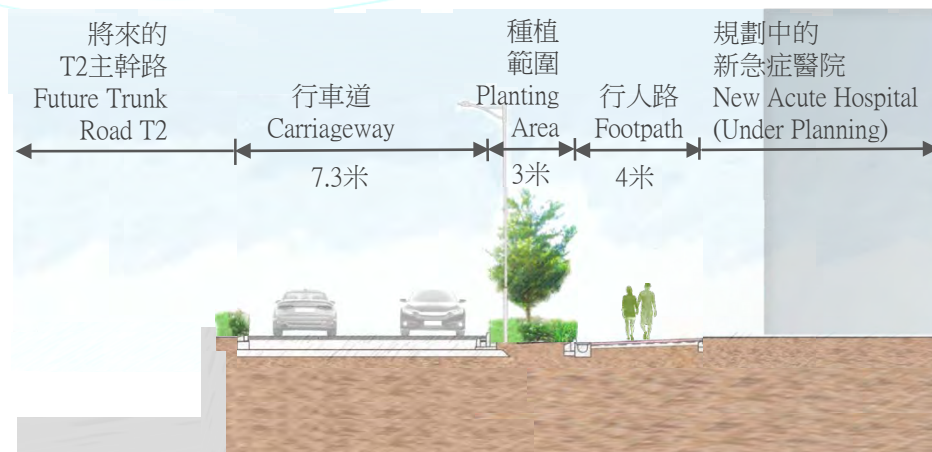 將來的
T2主幹路
Future Trunk
Road T2
行車道
Carriageway
7.3米
種植
範圍
Planting
Area
3米
行人路
Footpath
4米
規劃中的
新急症醫院
New Acute Hospital
(Under Planning)